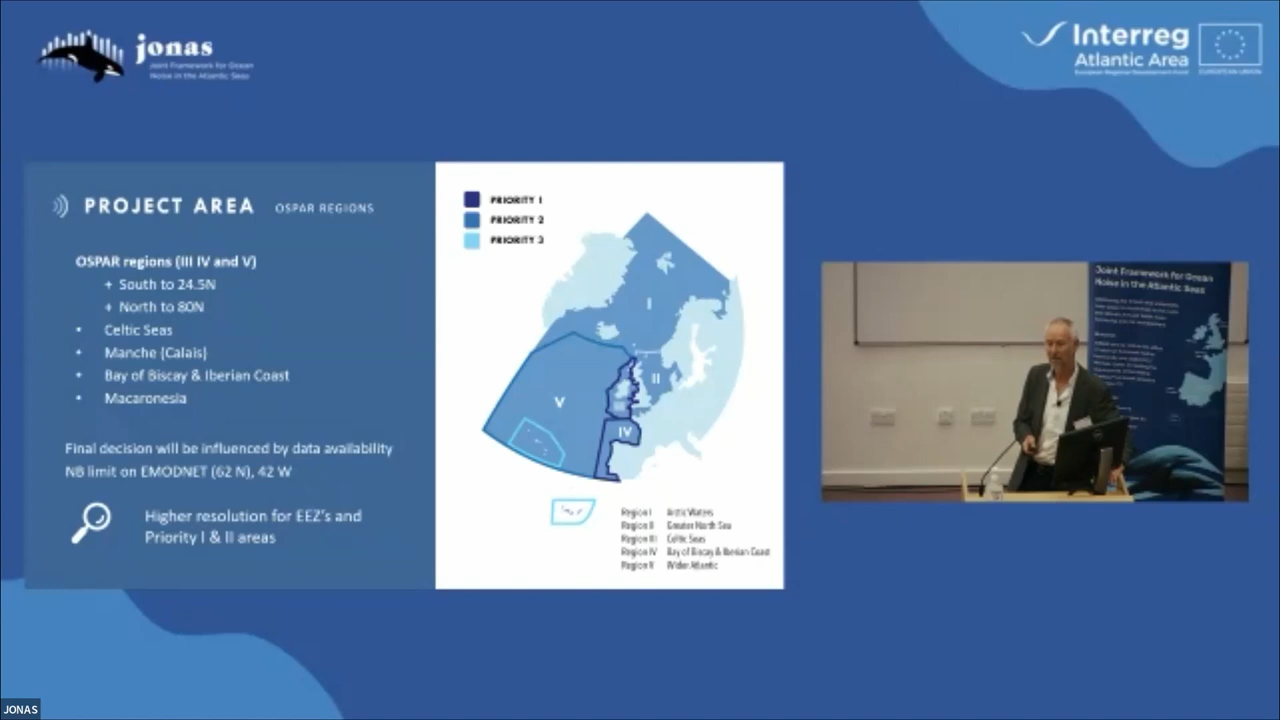 jonas
Joint Framework for Ocean
Noise in the Atlantic Seas
Interreg
Atlantic Area
European Regional Development Fund
EUROPEAN UNION
PROJECT AREA OSPAR REGIONS
OSPAR regions (III IV and V)
+ South to 24.5N
+ North to 80N
• Celtic Seas
• Manche (Calais)
• Bay of Biscay & Iberian Coast
• Macaronesia
Final decision will be influenced by data availability
NB limit on EMODNET (62 N), 42 W
Higher resolution for EEZ's and
Priority I & II areas
PRIORITY 1
PRIORITY 2
PRIORITY 3
I
II
V
IV
Region I Arctic Waters
Region II Greater North Sea
Region III Celtic Seas
Region IV Bay of Biscay & Iberian Coast
Region V Wider Atlantic
Joint Framework for Ocean
Noise in the Atlantic Seas
JONAS